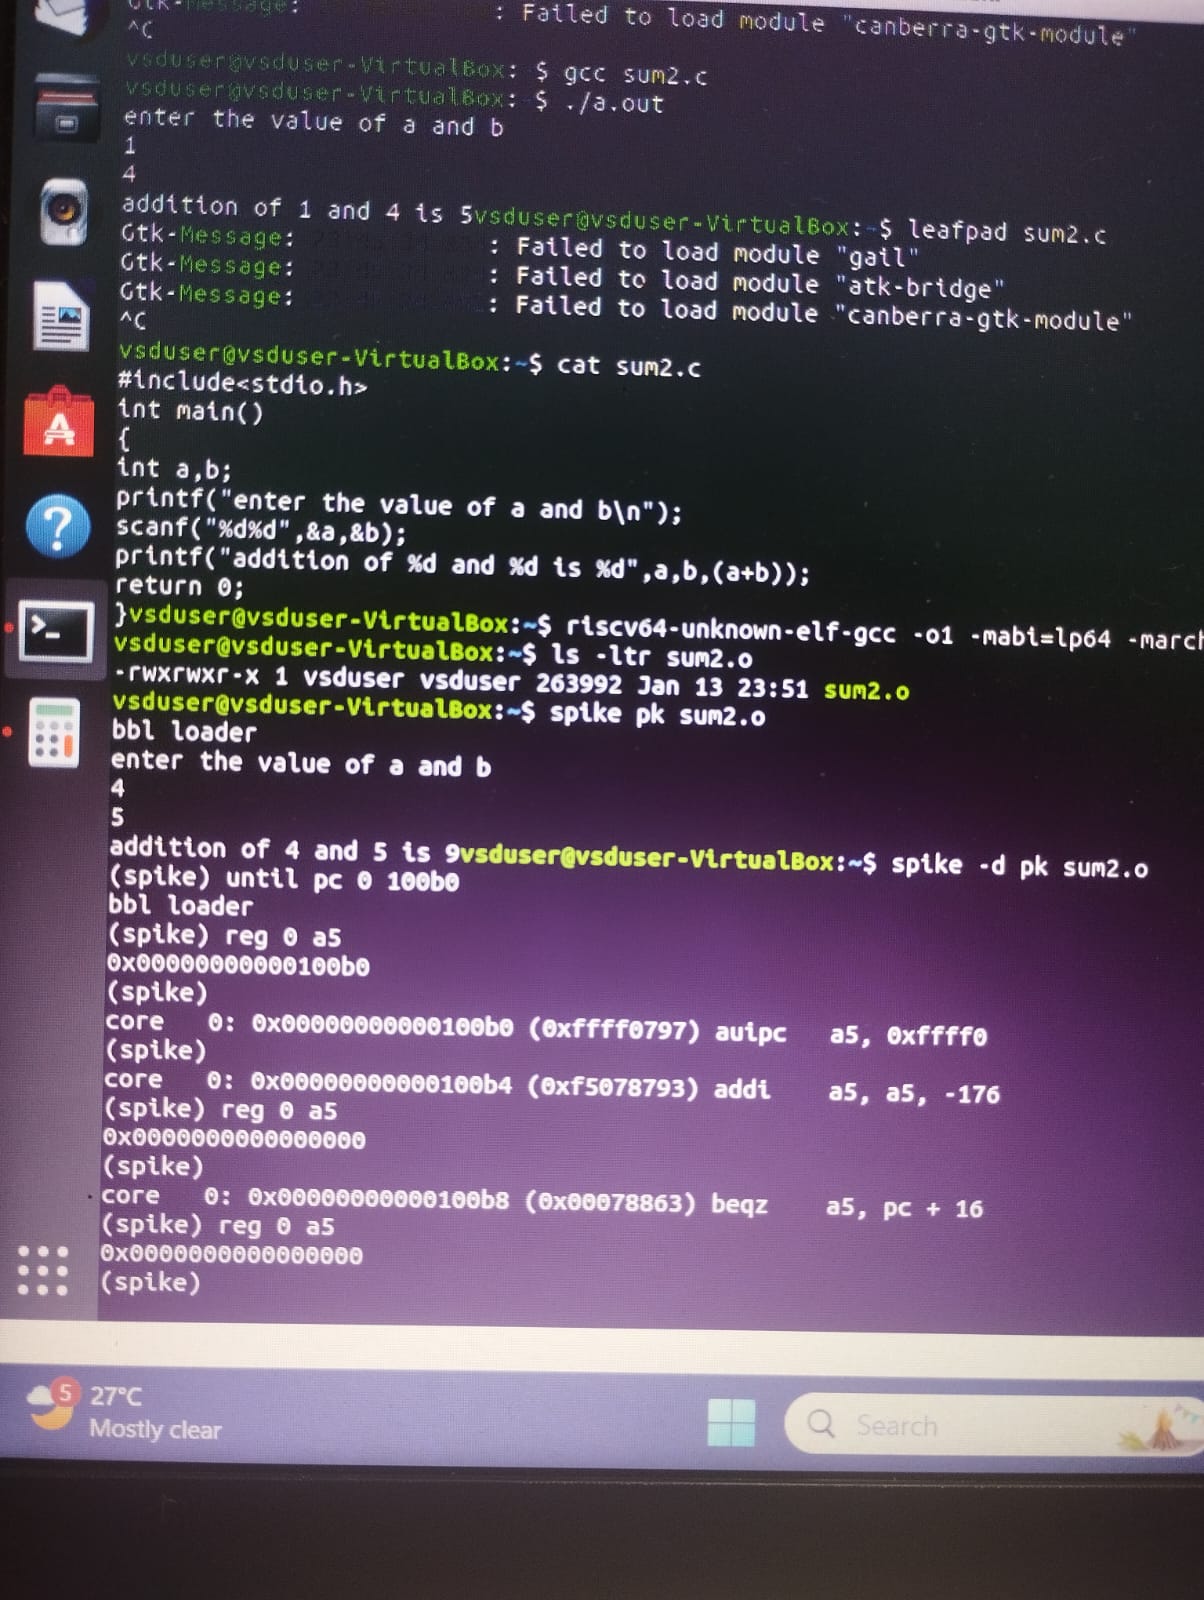 Gtk-Message: : Failed to load module "canberra-gtk-module"
^C
vsduser@vsduser-VirtualBox: $ gcc sum2.c
vsduser@vsduser-VirtualBox: $ ./a.out
enter the value of a and b
1
4
addition of 1 and 4 is 5vsduser@vsduser-VirtualBox:~$ leafpad sum2.c
Gtk-Message: : Failed to load module "gail"
Gtk-Message: : Failed to load module "atk-bridge"
Gtk-Message: : Failed to load module "canberra-gtk-module"
^C
vsduser@vsduser-VirtualBox:~$ cat sum2.c
#include<stdio.h>
int main()
{
int a,b;
printf("enter the value of a and b\n");
scanf("%d%d",&a,&b);
printf("addition of %d and %d is %d",a,b,(a+b));
return 0;
}vsduser@vsduser-VirtualBox:~$ riscv64-unknown-elf-gcc -o1 -mabi=lp64 -march
vsduser@vsduser-VirtualBox:~$ ls -ltr sum2.o
-rwxrwxr-x 1 vsduser vsduser 263992 Jan 13 23:51 sum2.o
vsduser@vsduser-VirtualBox:~$ spike pk sum2.o
bbl loader
enter the value of a and b
4
5
addition of 4 and 5 is 9vsduser@vsduser-VirtualBox:~$ spike -d pk sum2.o
(spike) until pc 0 100b0
bbl loader
(spike) reg 0 a5
0x00000000000100b0
(spike)
core 0: 0x00000000000100b0 (0xffff0797) auipc a5, 0xffff0
(spike)
core 0: 0x00000000000100b4 (0xf5078793) addi a5, a5, -176
(spike) reg 0 a5
0x0000000000000000
(spike)
core 0: 0x00000000000100b8 (0x00078863) beqz a5, pc + 16
(spike) reg 0 a5
0x0000000000000000
(spike)
5
27°C
Mostly clear
Search